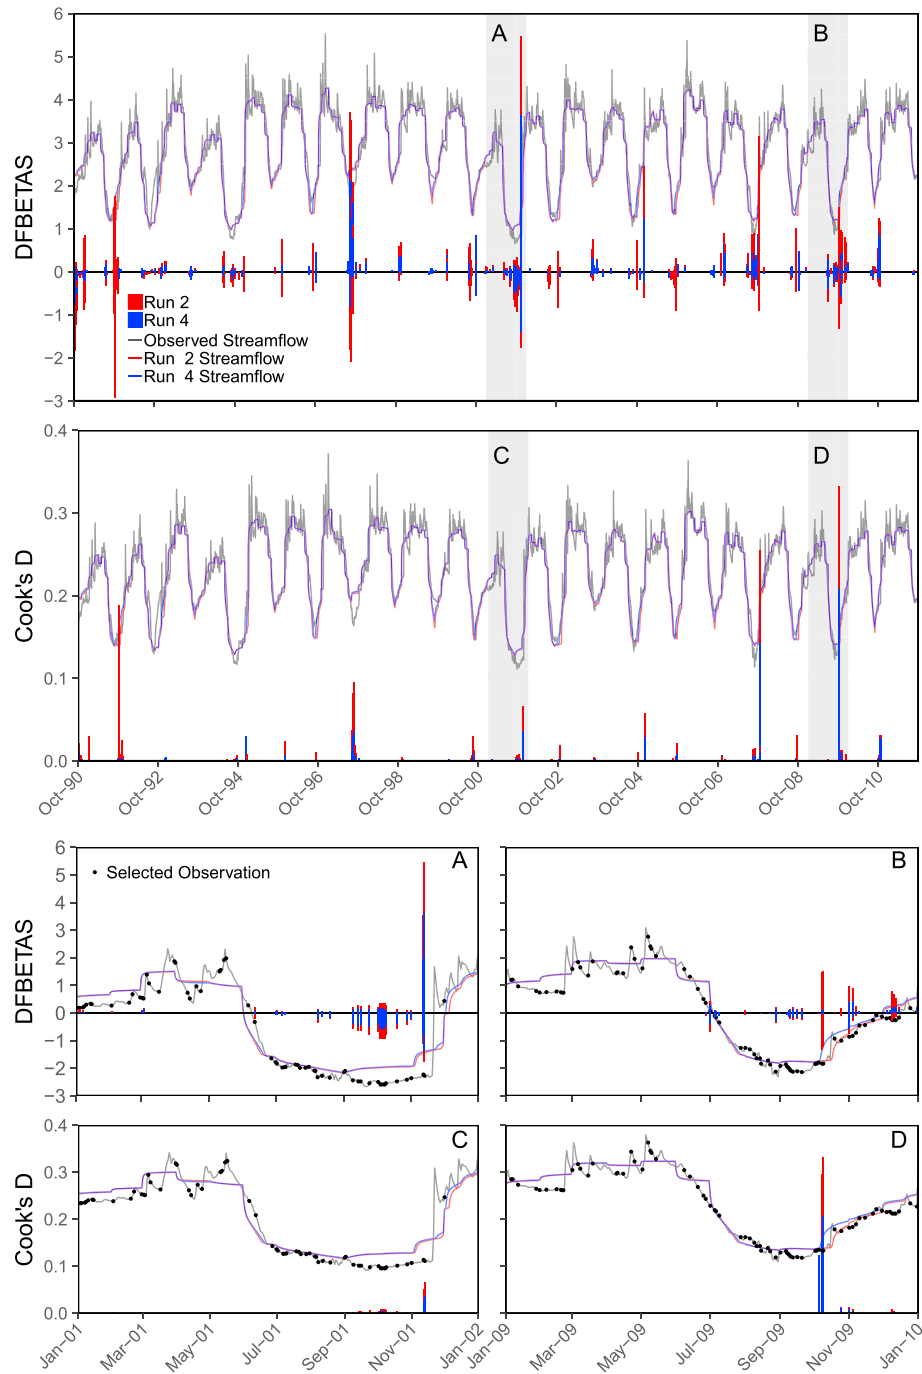 6
5
4
3
2
1
0
−1
−2
−3
DFBETAS
A
B
Run 2
Run 4
Observed Streamflow
Run 2 Streamflow
Run 4 Streamflow
0.4
0.3
0.2
0.1
0.0
Cook's D
C
D
Oct−90
Oct−92
Oct−94
Oct−96
Oct−98
Oct−00
Oct−02
Oct−04
Oct−06
Oct−08
Oct−10
6
5
4
3
2
1
0
−1
−2
−3
DFBETAS
Selected Observation
A
B
0.4
0.3
0.2
0.1
0.0
Cook's D
C
D
Jan−01
Mar−01
May−01
Jul−01
Sep−01
Nov−01
Jan−02
Jan−09
Mar−09
May−09
Jul−09
Sep−09
Nov−09
Jan−10